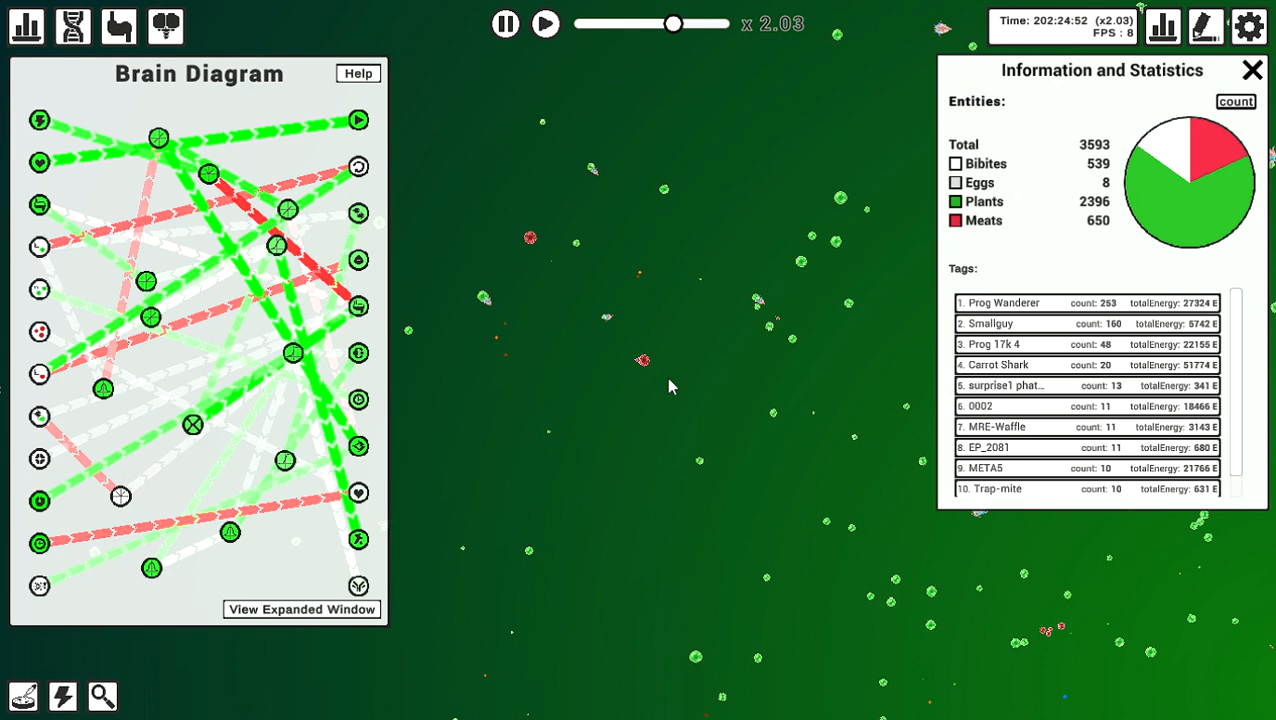 x 2.03
Time: 202:24:52 (x2.03)
FPS : 8
Brain Diagram
Help
View Expanded Window
Information and Statistics
Entities:
count
Total 3593
Bibites 539
Eggs 8
Plants 2396
Meats 650
Tags:
1. Prog Wanderer count: 253 totalEnergy: 27324 E
2. Smallguy count: 160 totalEnergy: 5742 E
3. Prog 17k 4 count: 48 totalEnergy: 22155 E
4. Carrot Shark count: 20 totalEnergy: 51774 E
5. surprise1 phat... count: 13 totalEnergy: 341 E
6. 0002 count: 11 totalEnergy: 18466 E
7. MRE-Waffle count: 11 totalEnergy: 3143 E
8. EP_2081 count: 11 totalEnergy: 680 E
9. META5 count: 10 totalEnergy: 21766 E
10. Trap-mite count: 10 totalEnergy: 631 E